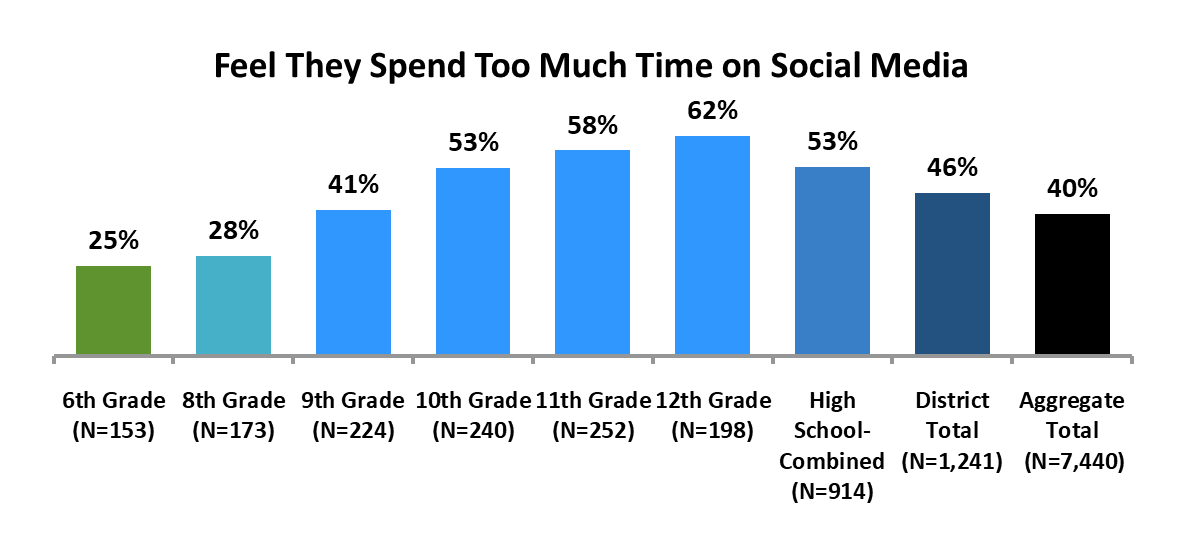 Feel They Spend Too Much Time on Social Media
25%
28%
41%
53%
58%
62%
53%
46%
40%
6th Grade
(N=153)
8th Grade
(N=173)
9th Grade
(N=224)
10th Grade
(N=240)
11th Grade
(N=252)
12th Grade
(N=198)
High
School-
Combined
(N=914)
District
Total
(N=1,241)
Aggregate
Total
(N=7,440)